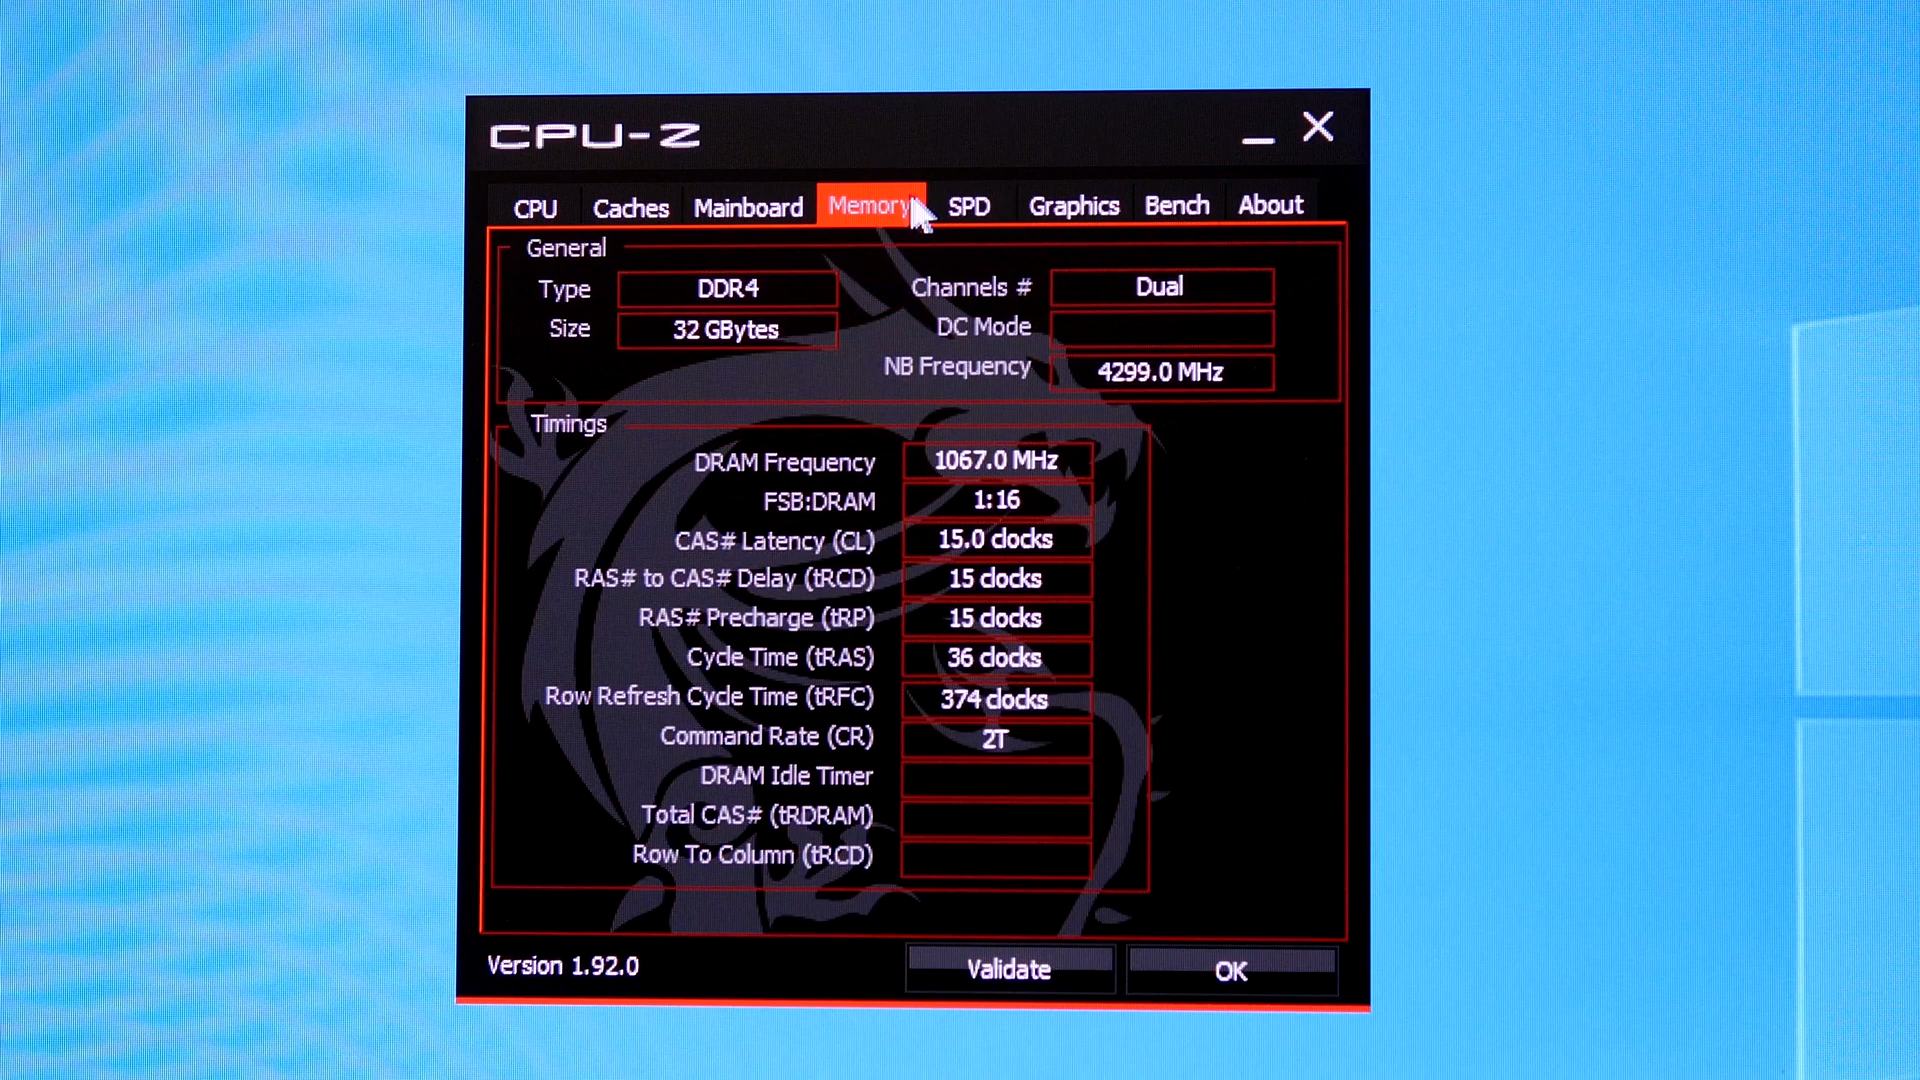 CPU-Z
CPU Caches Mainboard Memory SPD Graphics Bench About
General
Type DDR4 Channels # Dual
Size 32 GBytes DC Mode
NB Frequency 4299.0 MHz
Timings
DRAM Frequency 1067.0 MHz
FSB:DRAM 1:16
CAS# Latency (CL) 15.0 clocks
RAS# to CAS# Delay (tRCD) 15 clocks
RAS# Precharge (tRP) 15 clocks
Cycle Time (tRAS) 36 clocks
Row Refresh Cycle Time (tRFC) 374 clocks
Command Rate (CR) 2T
DRAM Idle Timer
Total CAS# (tRDRAM)
Row To Column (tRCD)
Version 1.92.0 Validate OK